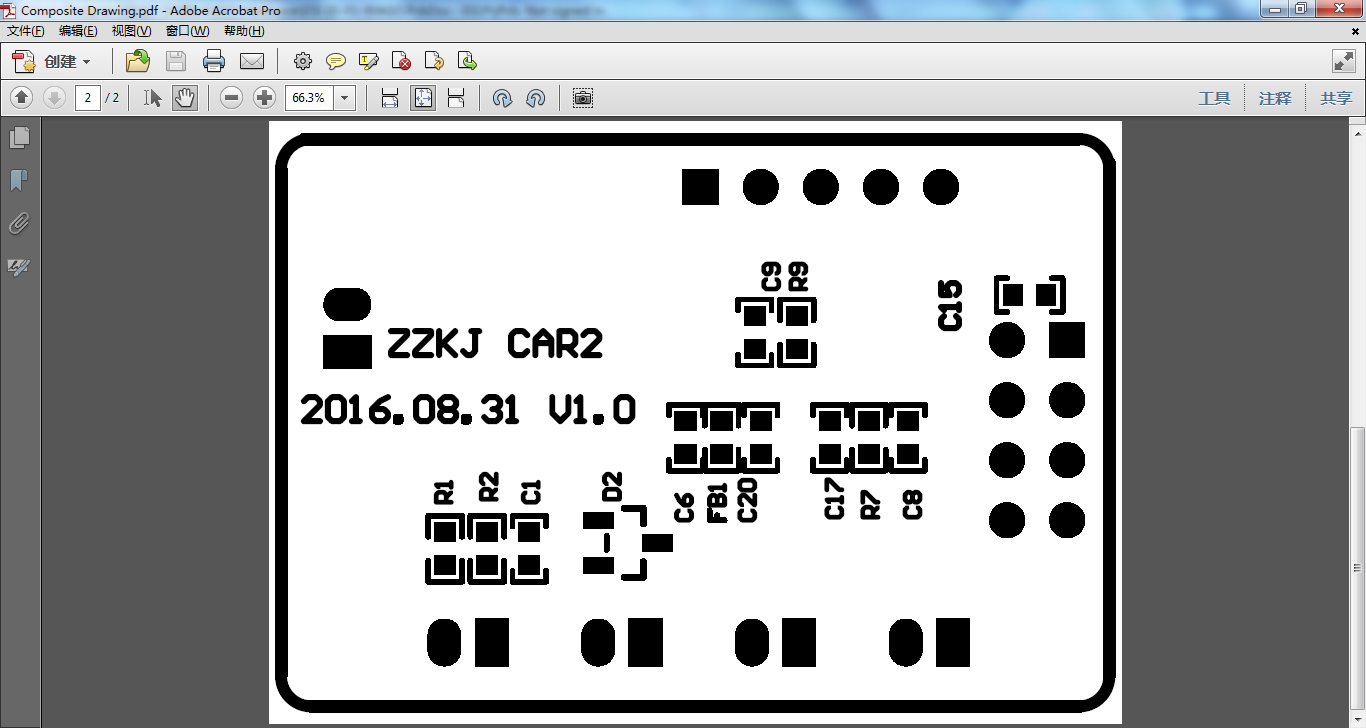 Composite Drawing.pdf - Adobe Acrobat Pro
文件(F) 编辑(E) 视图(V) 窗口(W) 帮助(H)
创建
2 / 2 66.3% 工具 注释 共享
C9 R9
C15
ZZKJ CAR2
2016.08.31 V1.0
R1 R2 C1 D2 C6 FB1 C20 C17 R7 C8